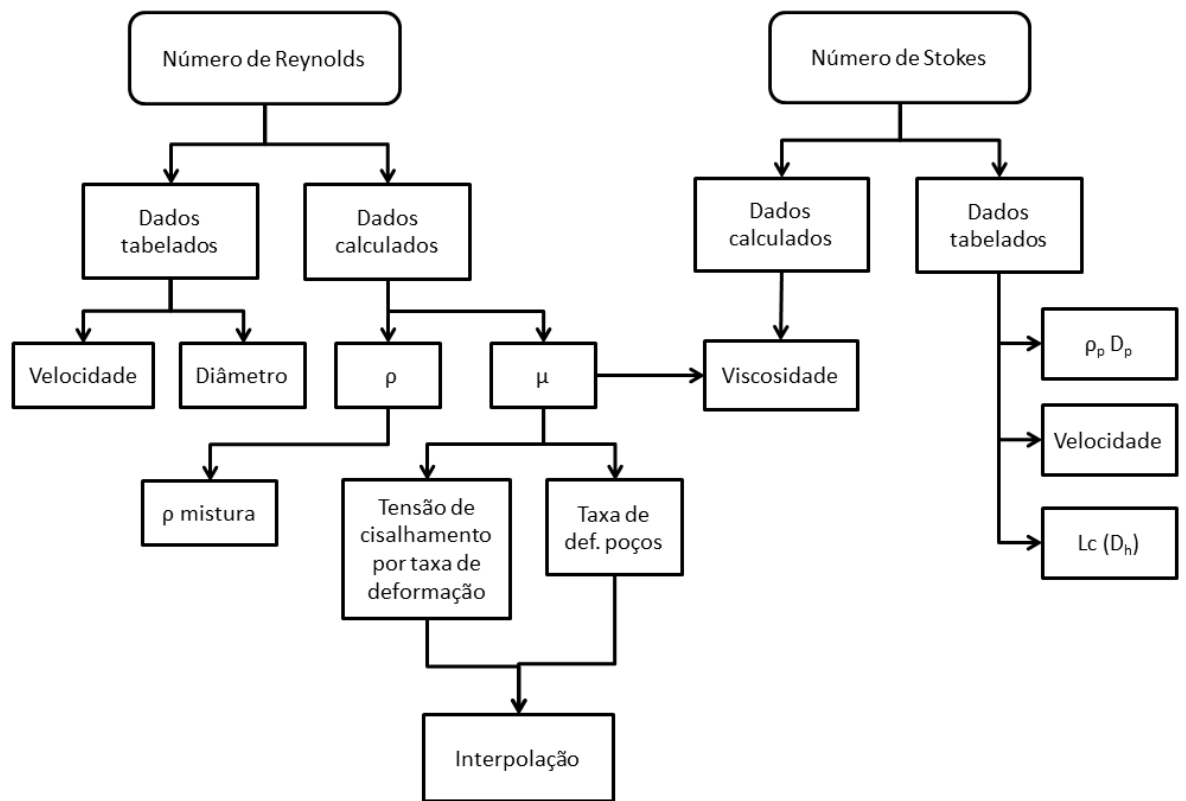 Número de Reynolds
Número de Stokes
Dados
tabelados
Dados
calculados
Dados
calculados
Dados
tabelados
Velocidade
Diâmetro
ρ
μ
Viscosidade
ρₚ Dₚ
Velocidade
Lc (Dₕ)
ρ mistura
Tensão de
cisalhamento
por taxa de
deformação
Taxa de
def. poços
Interpolação